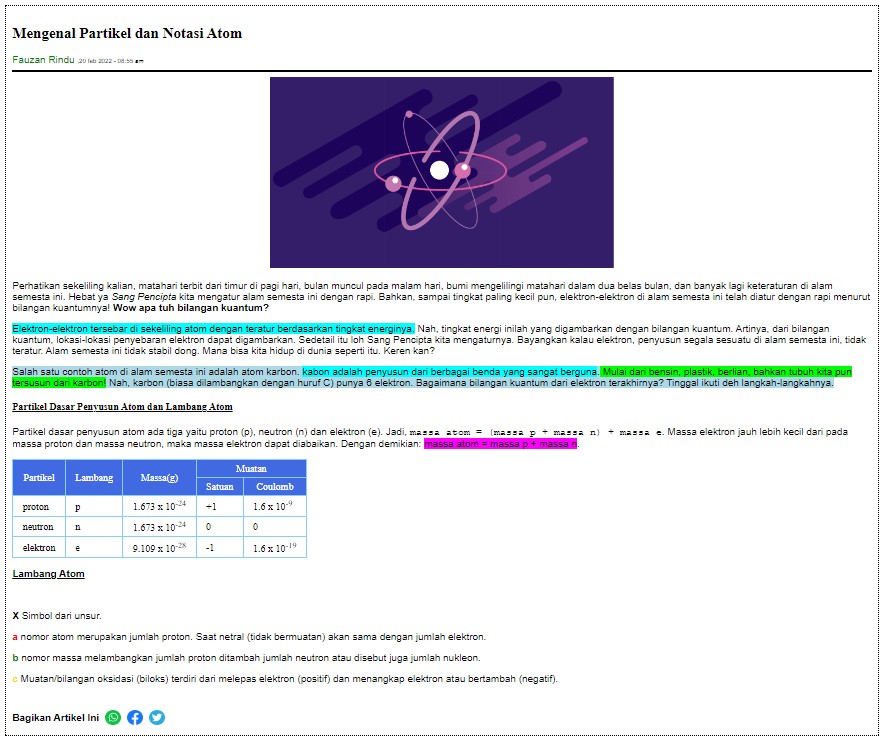 Mengenal Partikel dan Notasi Atom
Fauzan Rindu ,20 feb 2022 - 08:55 am
Perhatikan sekeliling kalian, matahari terbit dari timur di pagi hari, bulan muncul pada malam hari, bumi mengelilingi matahari dalam dua belas bulan, dan banyak lagi keteraturan di alam
semesta ini. Hebat ya Sang Pencipta kita mengatur alam semesta ini dengan rapi. Bahkan, sampai tingkat paling kecil pun, elektron-elektron di alam semesta ini telah diatur dengan rapi menurut
bilangan kuantumnya! Wow apa tuh bilangan kuantum?
Elektron-elektron tersebar di sekeliling atom dengan teratur berdasarkan tingkat energinya. Nah, tingkat energi inilah yang digambarkan dengan bilangan kuantum. Artinya, dari bilangan
kuantum, lokasi-lokasi penyebaran elektron dapat digambarkan. Sedetail itu loh Sang Pencipta kita mengaturnya. Bayangkan kalau elektron, penyusun segala sesuatu di alam semesta ini, tidak
teratur. Alam semesta ini tidak stabil dong. Mana bisa kita hidup di dunia seperti itu. Keren kan?
Salah satu contoh atom di alam semesta ini adalah atom karbon. kabon adalah penyusun dari berbagai benda yang sangat berguna. Mulai dari bensin, plastik, berlian, bahkan tubuh kita pun
tersusun dari karbon! Nah, karbon (biasa dilambangkan dengan huruf C) punya 6 elektron. Bagaimana bilangan kuantum dari elektron terakhirnya? Tinggal ikuti deh langkah-langkahnya.
Partikel Dasar Penyusun Atom dan Lambang Atom
Partikel dasar penyusun atom ada tiga yaitu proton (p), neutron (n) dan elektron (e). Jadi, massa atom = (massa p + massa n) + massa e. Massa elektron jauh lebih kecil dari pada
massa proton dan massa neutron, maka massa elektron dapat diabaikan. Dengan demikian: massa atom = massa p + massa n.
Partikel Lambang Massa(g) Muatan
Satuan Coulomb
proton p 1.673 x 10^-24 +1 1.6 x 10^-9
neutron n 1.673 x 10^-24 0 0
elektron e 9.109 x 10^-28 -1 1.6 x 10^-19
Lambang Atom
X Simbol dari unsur.
a nomor atom merupakan jumlah proton. Saat netral (tidak bermuatan) akan sama dengan jumlah elektron.
b nomor massa melambangkan jumlah proton ditambah jumlah neutron atau disebut juga jumlah nukleon.
c Muatan/bilangan oksidasi (biloks) terdiri dari melepas elektron (positif) dan menangkap elektron atau bertambah (negatif).
Bagikan Artikel Ini